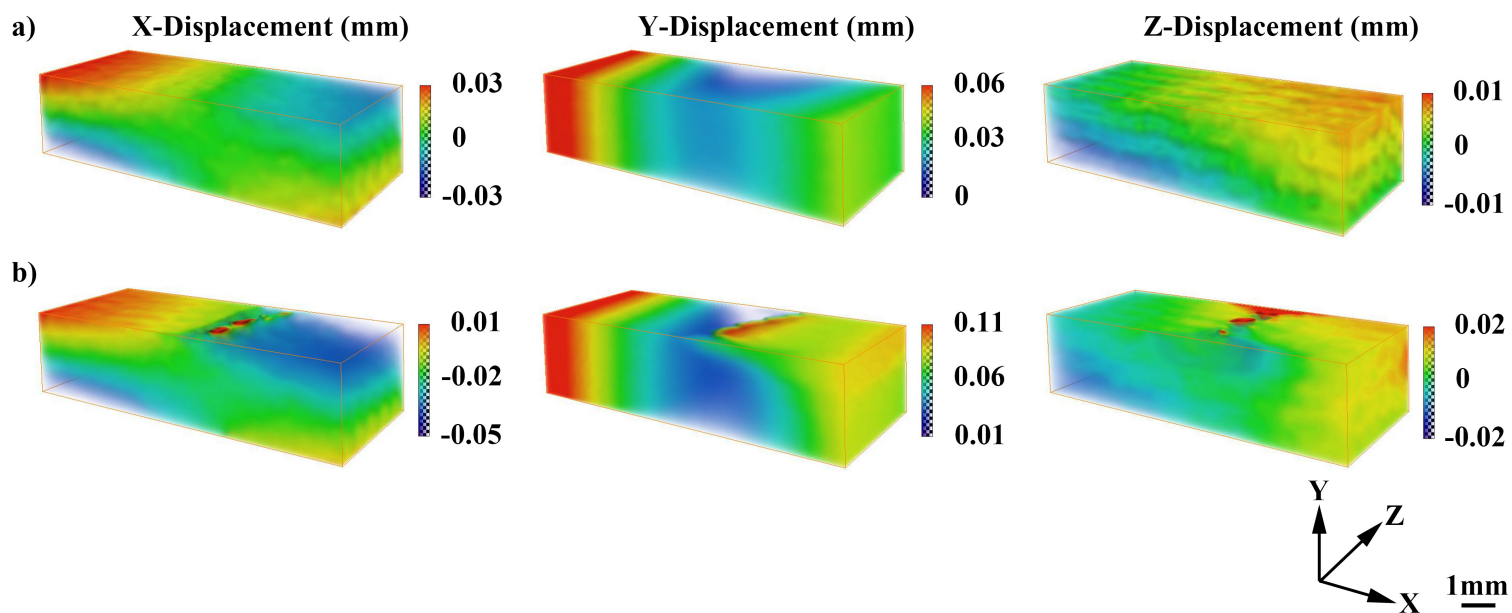 a) X-Displacement (mm) Y-Displacement (mm) Z-Displacement (mm)
0.03 0.06 0.01
0 0.03 0
-0.03 0 -0.01
b)
0.01 0.11 0.02
-0.02 0.06 0
-0.05 0.01 -0.02
Y
Z
X 1mm